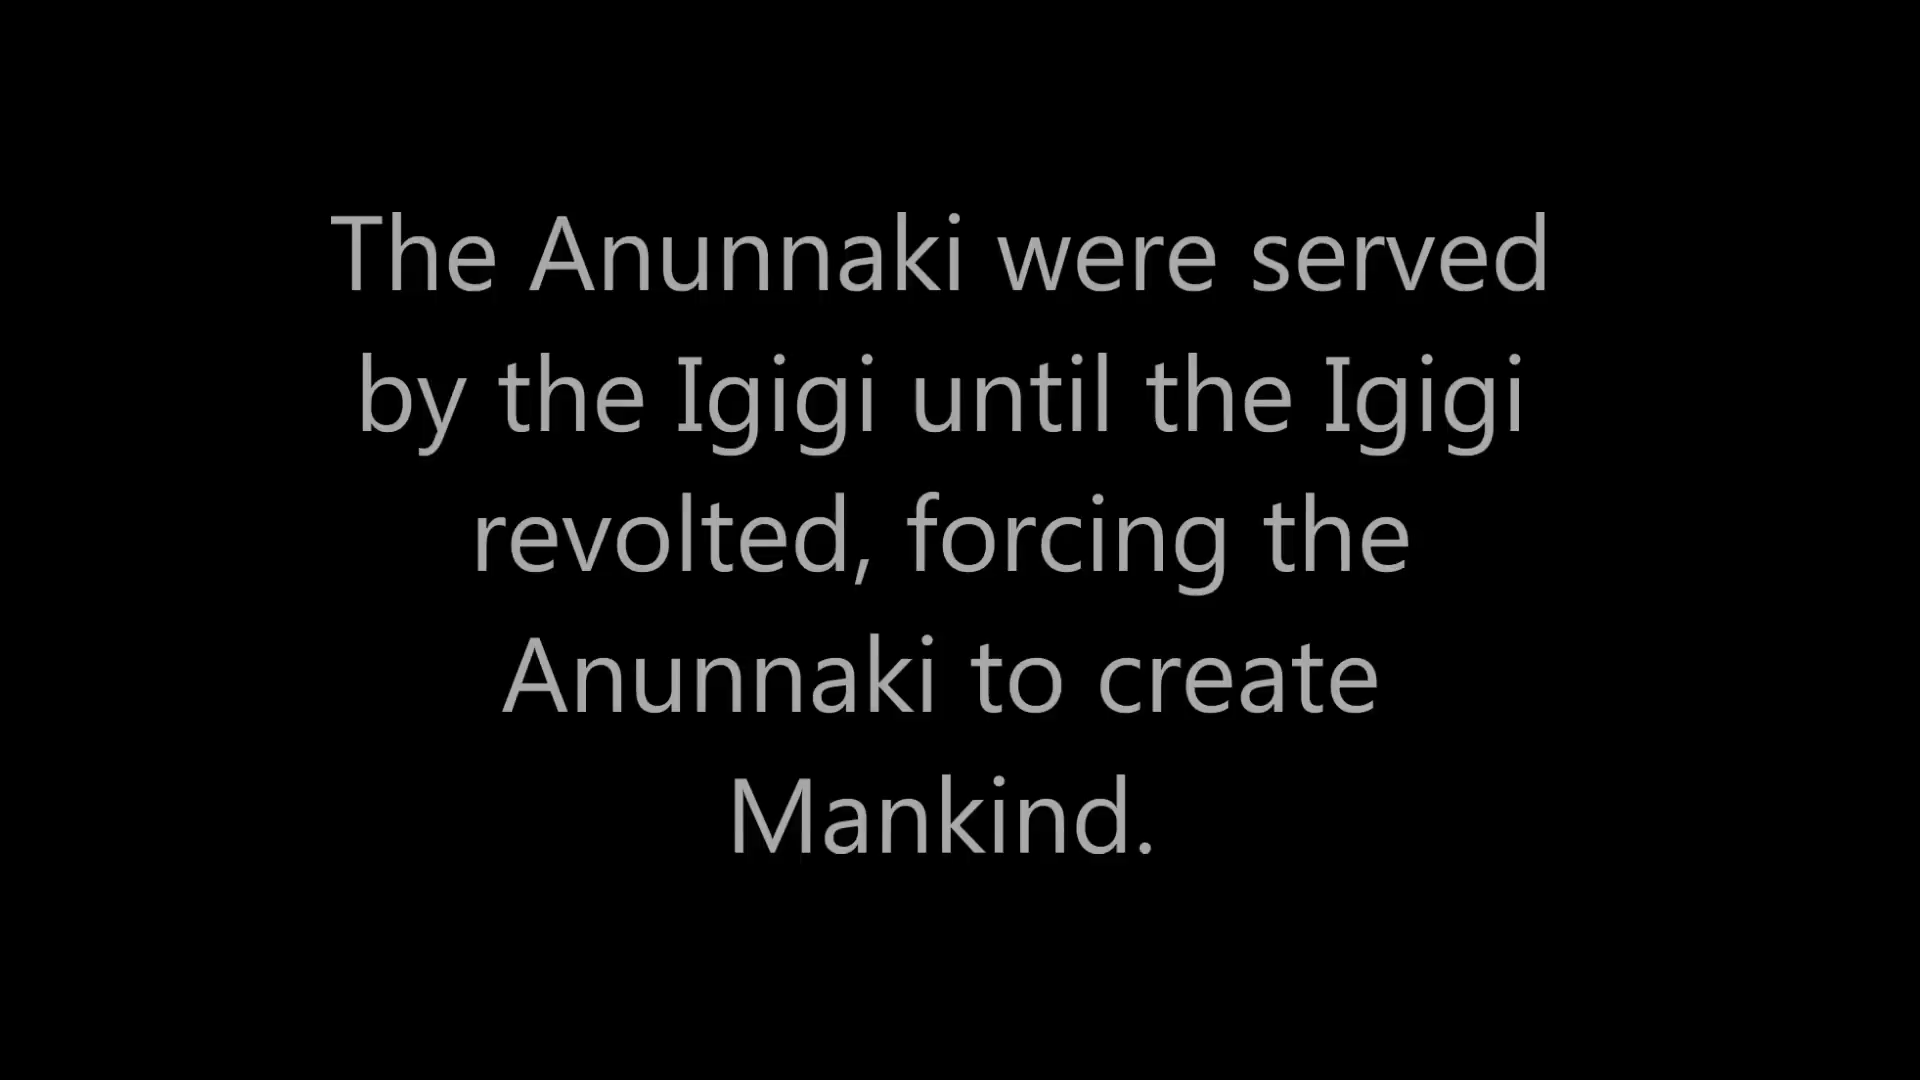 The Anunnaki were served
by the Igigi until the Igigi
revolted, forcing the
Anunnaki to create
Mankind.